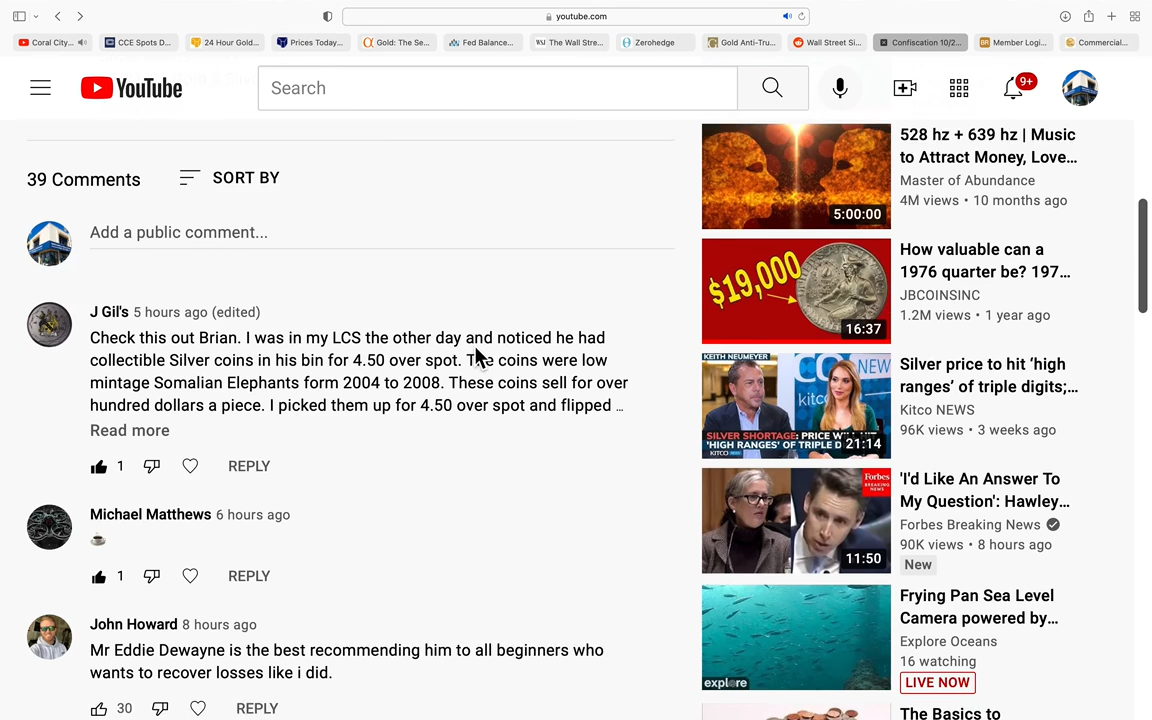 youtube.com
Coral City...
CCE Spots D...
24 Hour Gold...
Prices Today...
Gold: The Se...
Fed Balance...
The Wall Stre...
Zerohedge
Gold Anti-Tru...
Wall Street Si...
Confiscation 10/2...
Member Logi...
Commercial...
YouTube
Search
9+
39 Comments
SORT BY
Add a public comment...
J Gil's 5 hours ago (edited)
Check this out Brian. I was in my LCS the other day and noticed he had
collectible Silver coins in his bin for 4.50 over spot. The coins were low
mintage Somalian Elephants form 2004 to 2008. These coins sell for over
hundred dollars a piece. I picked them up for 4.50 over spot and flipped ...
Read more
1
REPLY
Michael Matthews 6 hours ago
1
REPLY
John Howard 8 hours ago
Mr Eddie Dewayne is the best recommending him to all beginners who
wants to recover losses like i did.
30
REPLY
5:00:00
528 hz + 639 hz | Music
to Attract Money, Love...
Master of Abundance
4M views • 10 months ago
$19,000
16:37
How valuable can a
1976 quarter be? 197...
JBCOINSINC
1.2M views • 1 year ago
KEITH NEUMEYER
SILVER SHORTAGE: PRICE WILL HIT
'HIGH RANGES' OF TRIPLE D
KITCO NEWS
21:14
Silver price to hit 'high
ranges' of triple digits;...
Kitco NEWS
96K views • 3 weeks ago
Forbes
BREAKING
NEWS
11:50
'I'd Like An Answer To
My Question': Hawley...
Forbes Breaking News
90K views • 8 hours ago
New
explore
Frying Pan Sea Level
Camera powered by...
Explore Oceans
16 watching
LIVE NOW
The Basics to